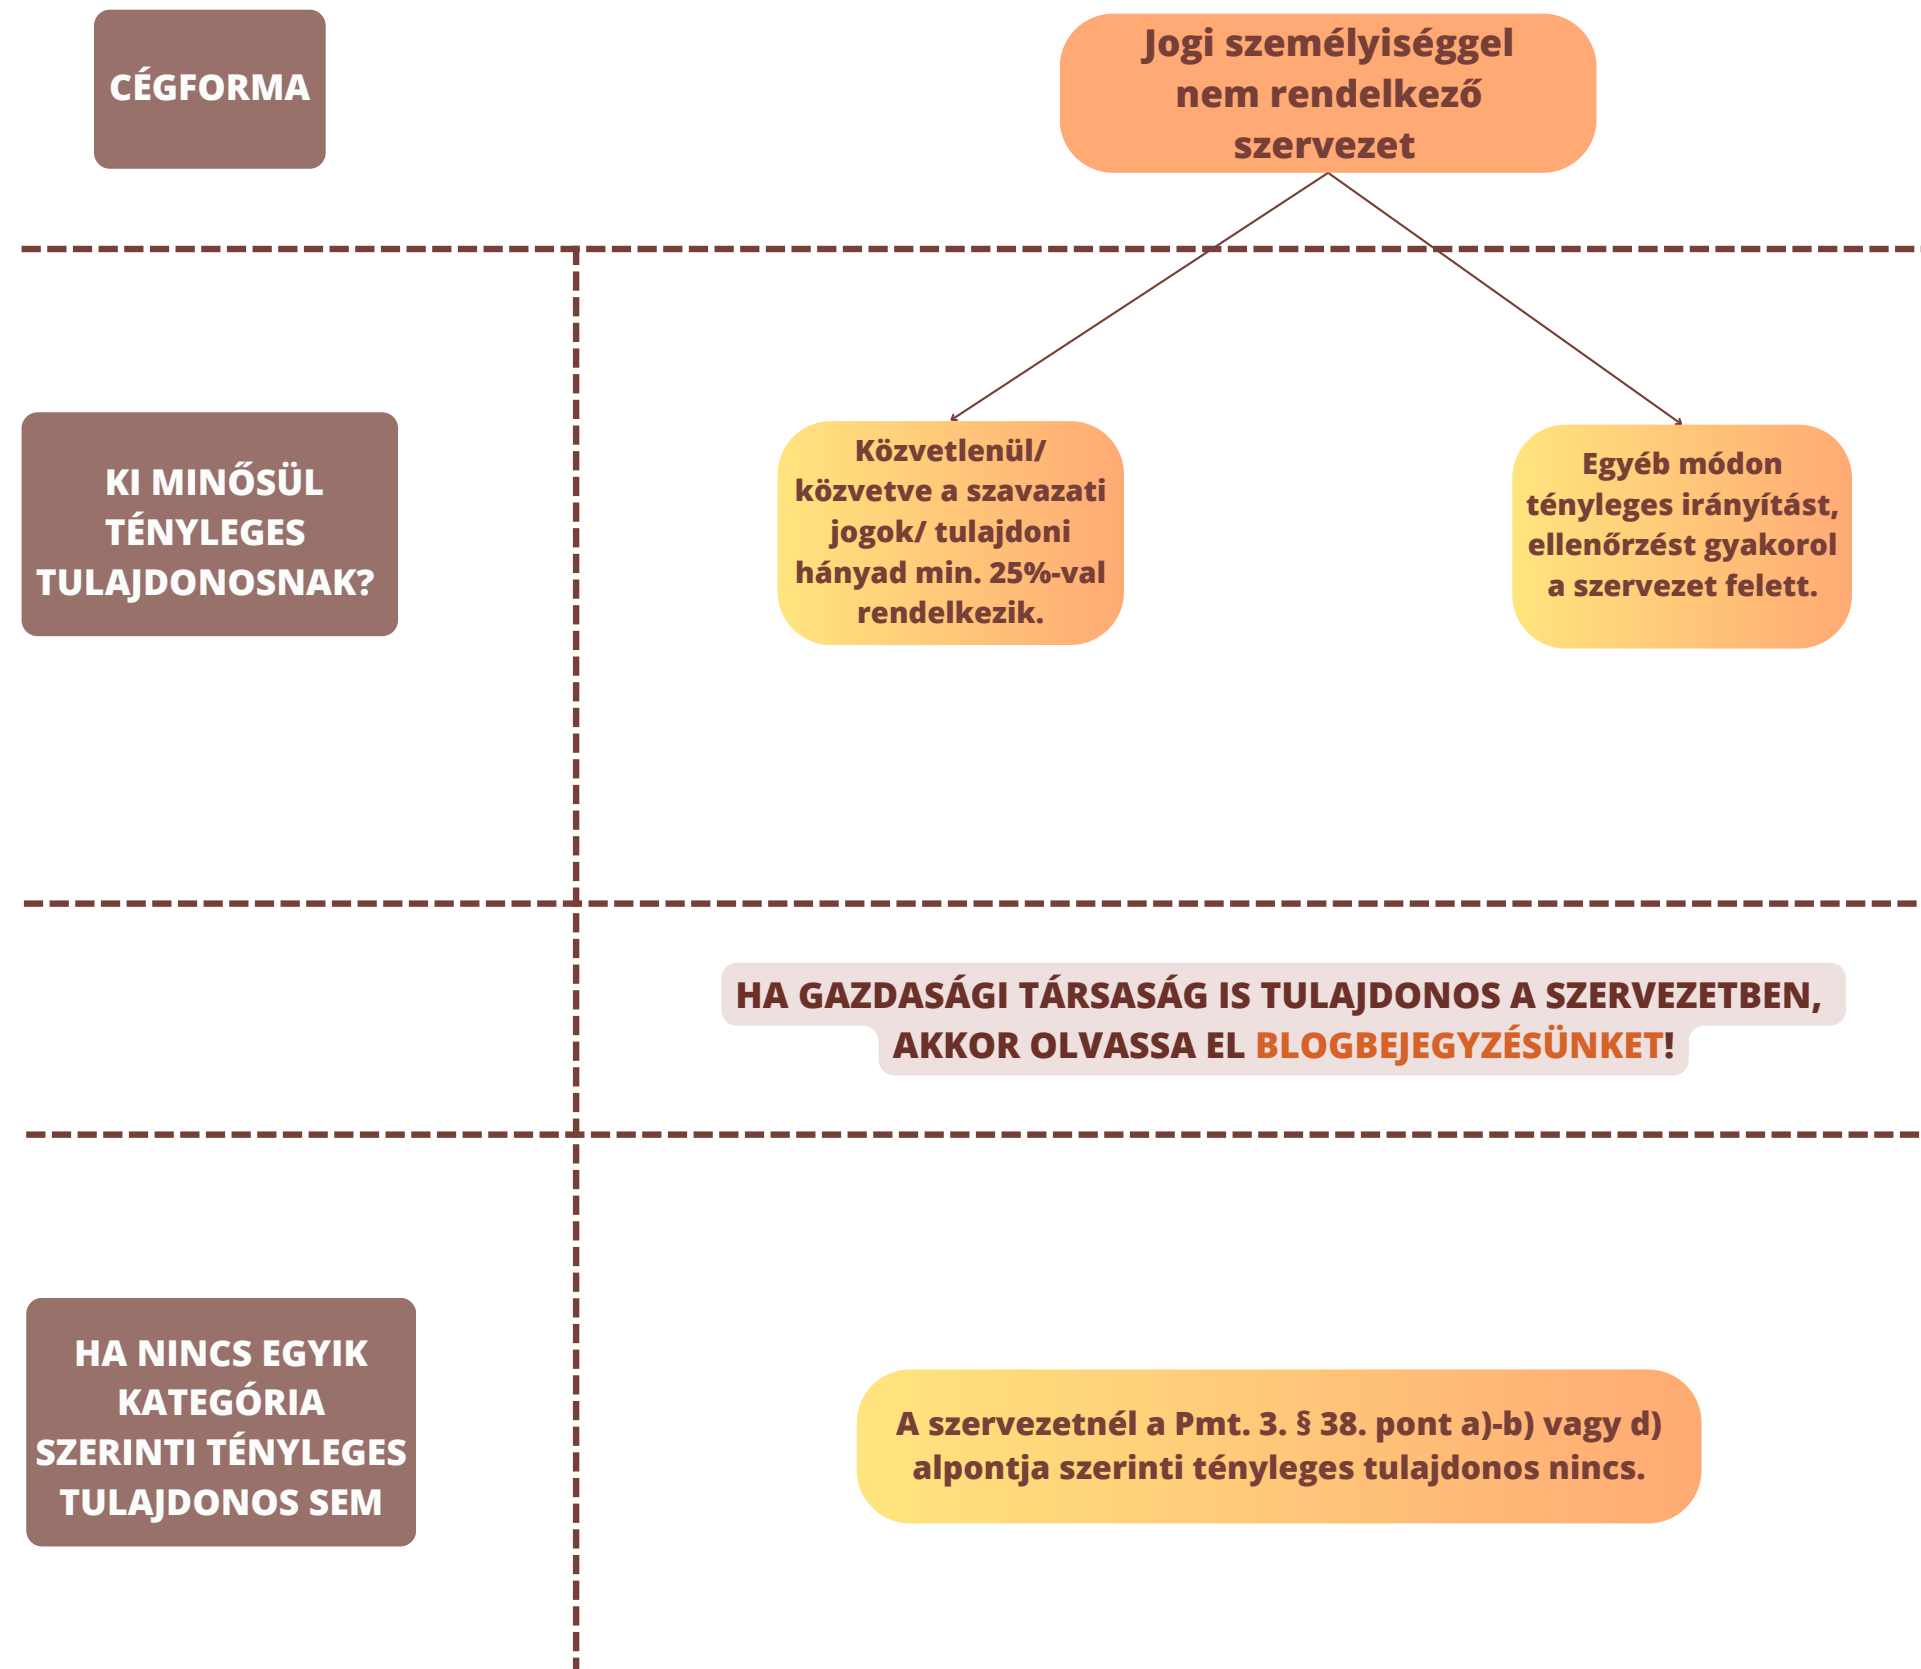 CÉGFORMA
Jogi személyiséggel
nem rendelkező
szervezet
KI MINŐSÜL
TÉNYLEGES
TULAJDONOSNAK?
Közvetlenül/
közvetve a szavazati
jogok/ tulajdoni
hányad min. 25%-val
rendelkezik.
Egyéb módon
tényleges irányítást,
ellenőrzést gyakorol
a szervezet felett.
HA GAZDASÁGI TÁRSASÁG IS TULAJDONOS A SZERVEZETBEN,
AKKOR OLVASSA EL BLOGBEJEGYZÉSÜNKET!
HA NINCS EGYIK
KATEGÓRIA
SZERINTI TÉNYLEGES
TULAJDONOS SEM
A szervezetnél a Pmt. 3. § 38. pont a)-b) vagy d)
alpontja szerinti tényleges tulajdonos nincs.